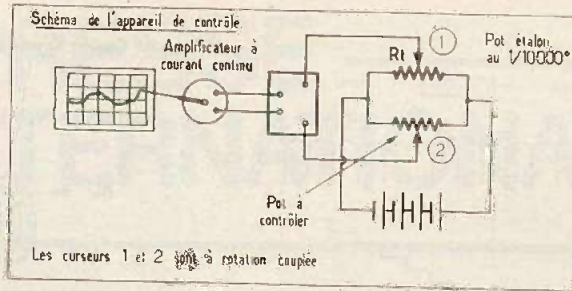 Schéma de l'appareil de contrôle
Amplificateur à
courant continu
Rt
1
Pot étalon
au 1/10000°
2
Pot à
contrôler
Les curseurs 1 et 2 sont à rotation couplée